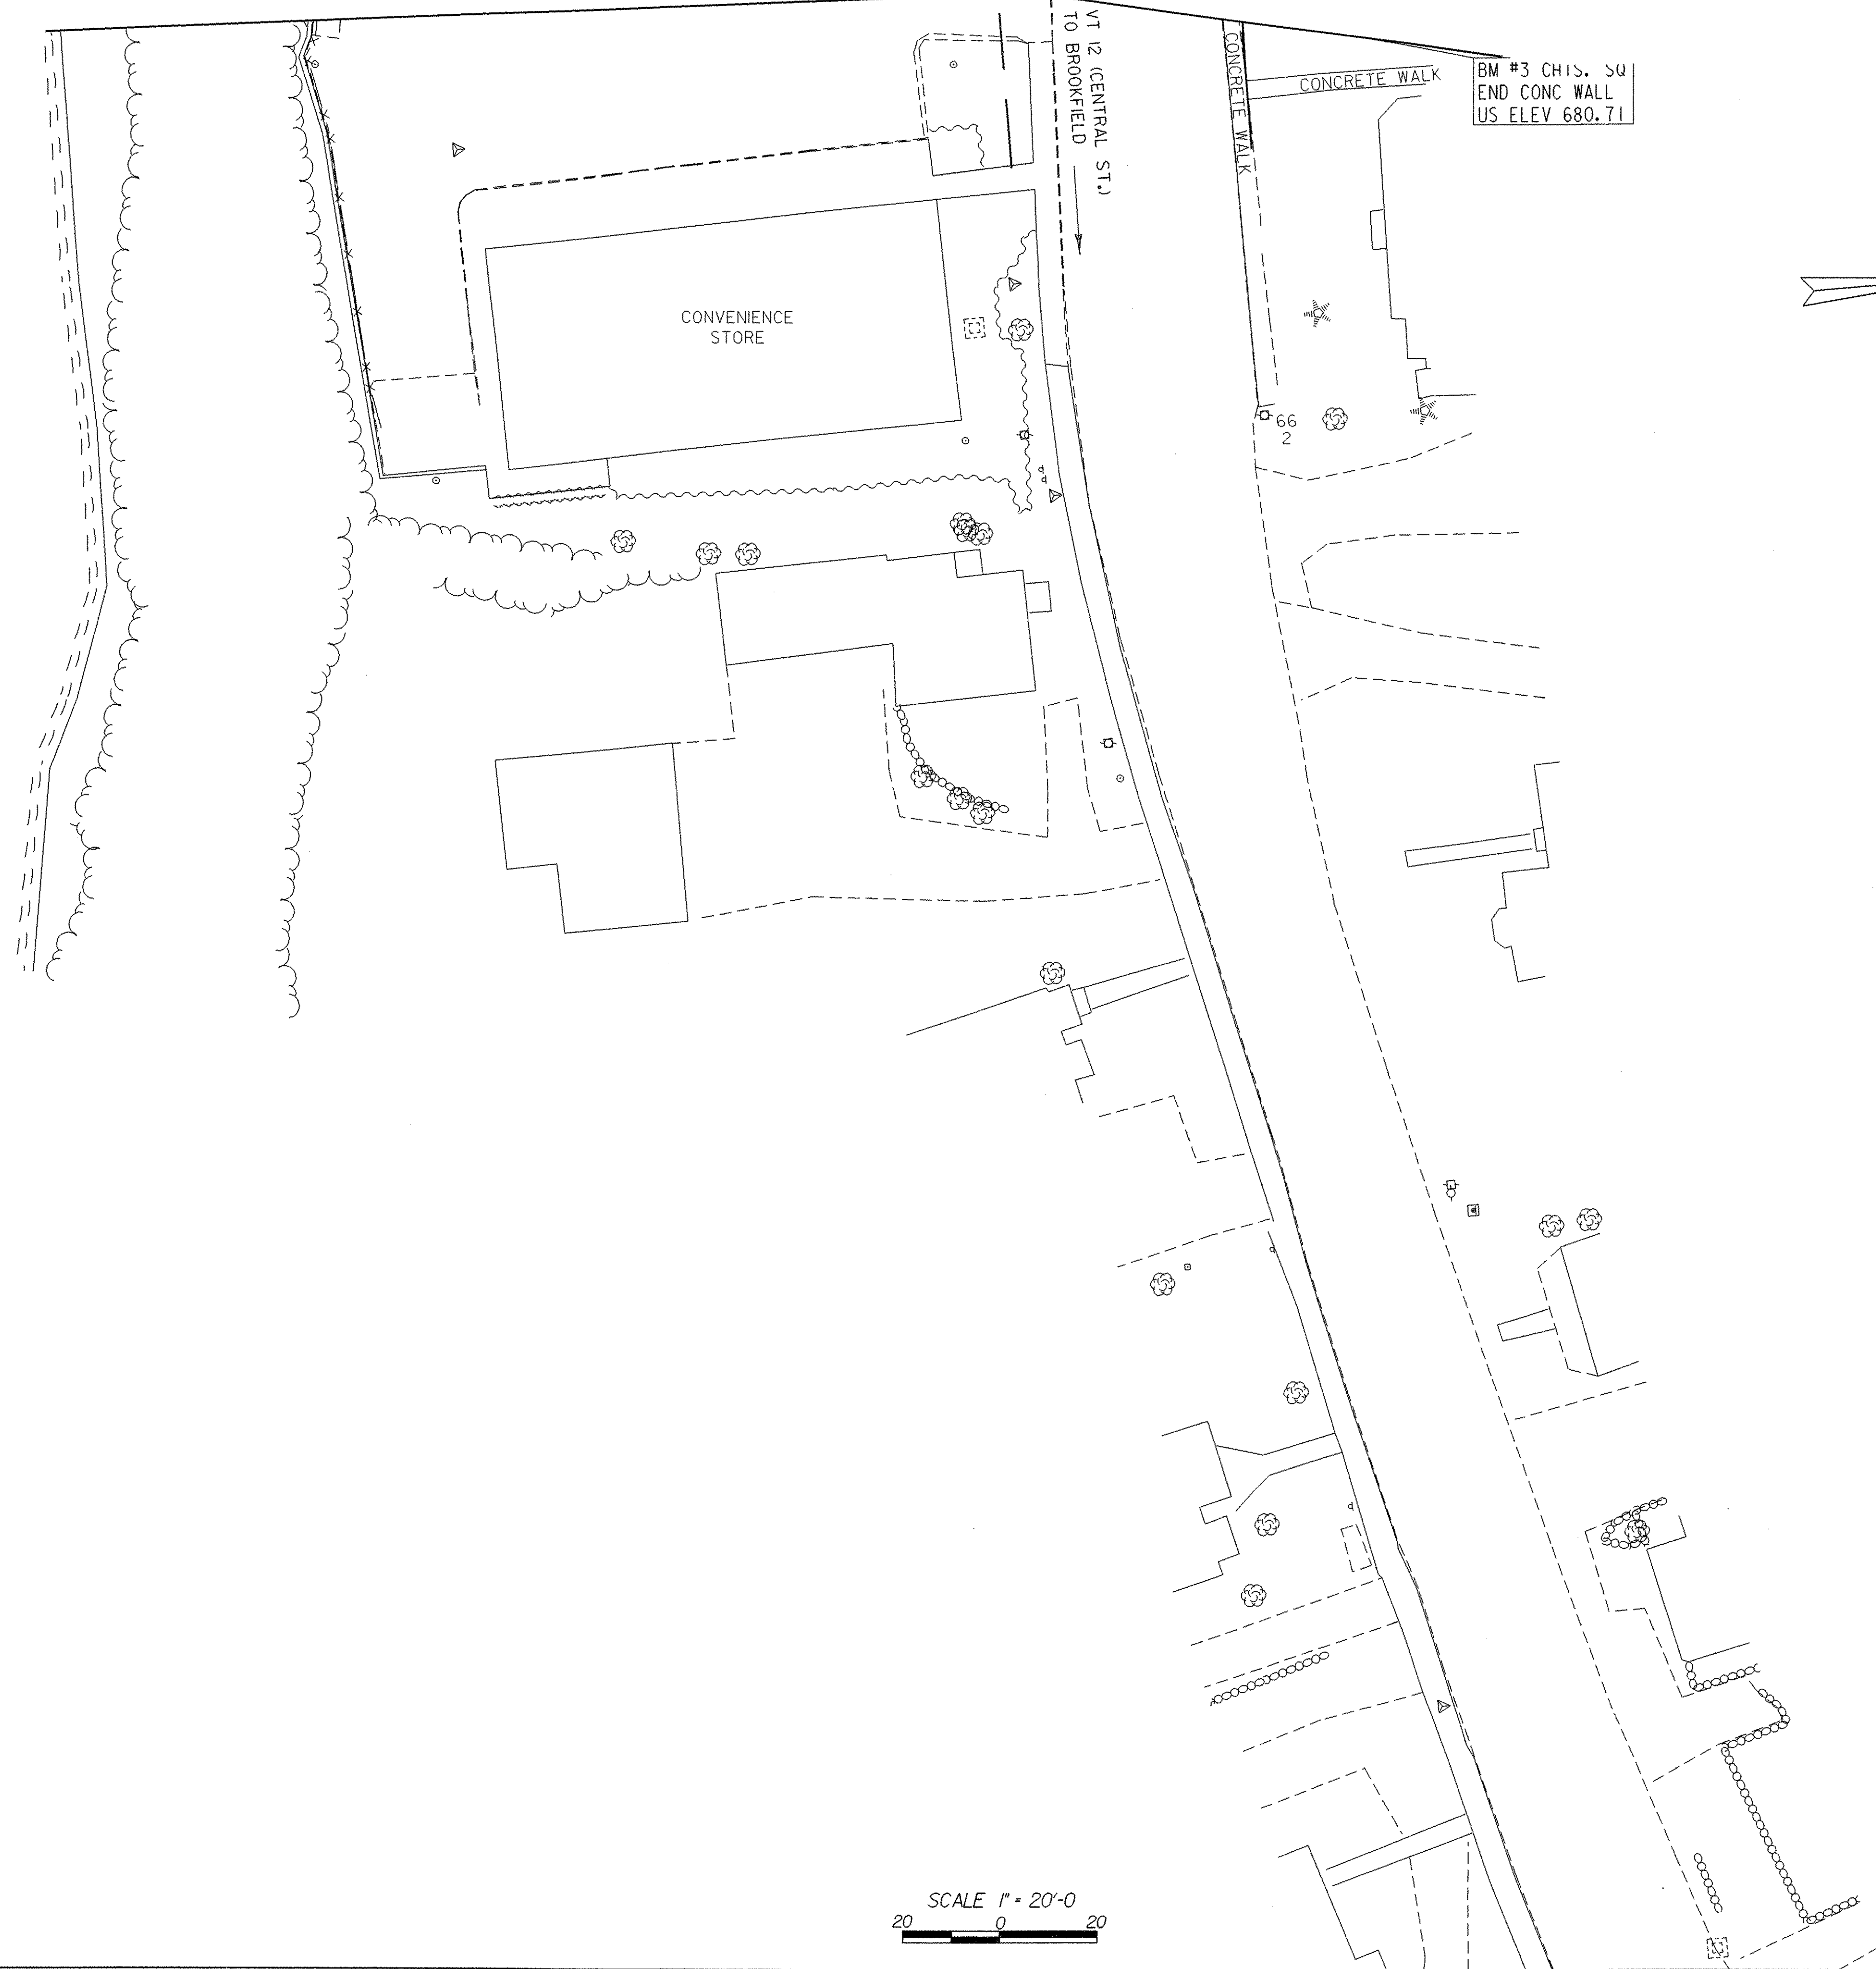 VT 12 (CENTRAL ST.)
TO BROOKFIELD
CONCRETE WALK
CONCRETE WALK
BM #3 CHIS. SQ
END CONC WALL
US ELEV 680.71
CONVENIENCE
STORE
66
2
SCALE 1" = 20'-0
20 0 20